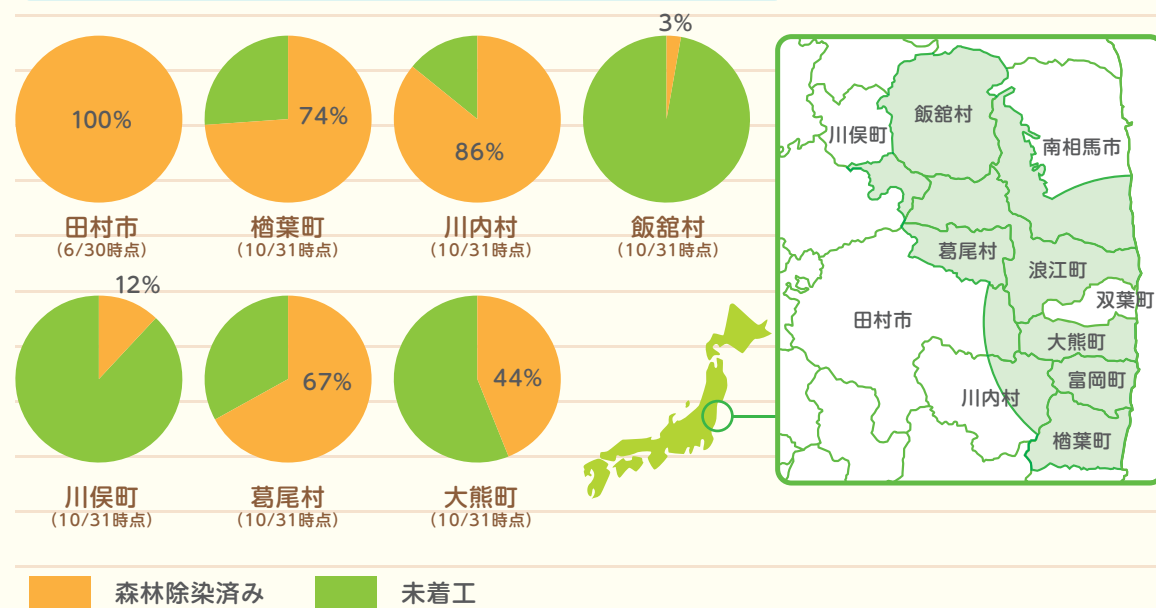 3%
100%
74%
86%
田村市
(6/30時点)
楢葉町
(10/31時点)
川内村
(10/31時点)
飯舘村
(10/31時点)
12%
67%
44%
川俣町
(10/31時点)
葛尾村
(10/31時点)
大熊町
(10/31時点)
森林除染済み
未着工
飯舘村
川俣町
南相馬市
葛尾村
浪江町
双葉町
田村市
大熊町
富岡町
川内村
楢葉町